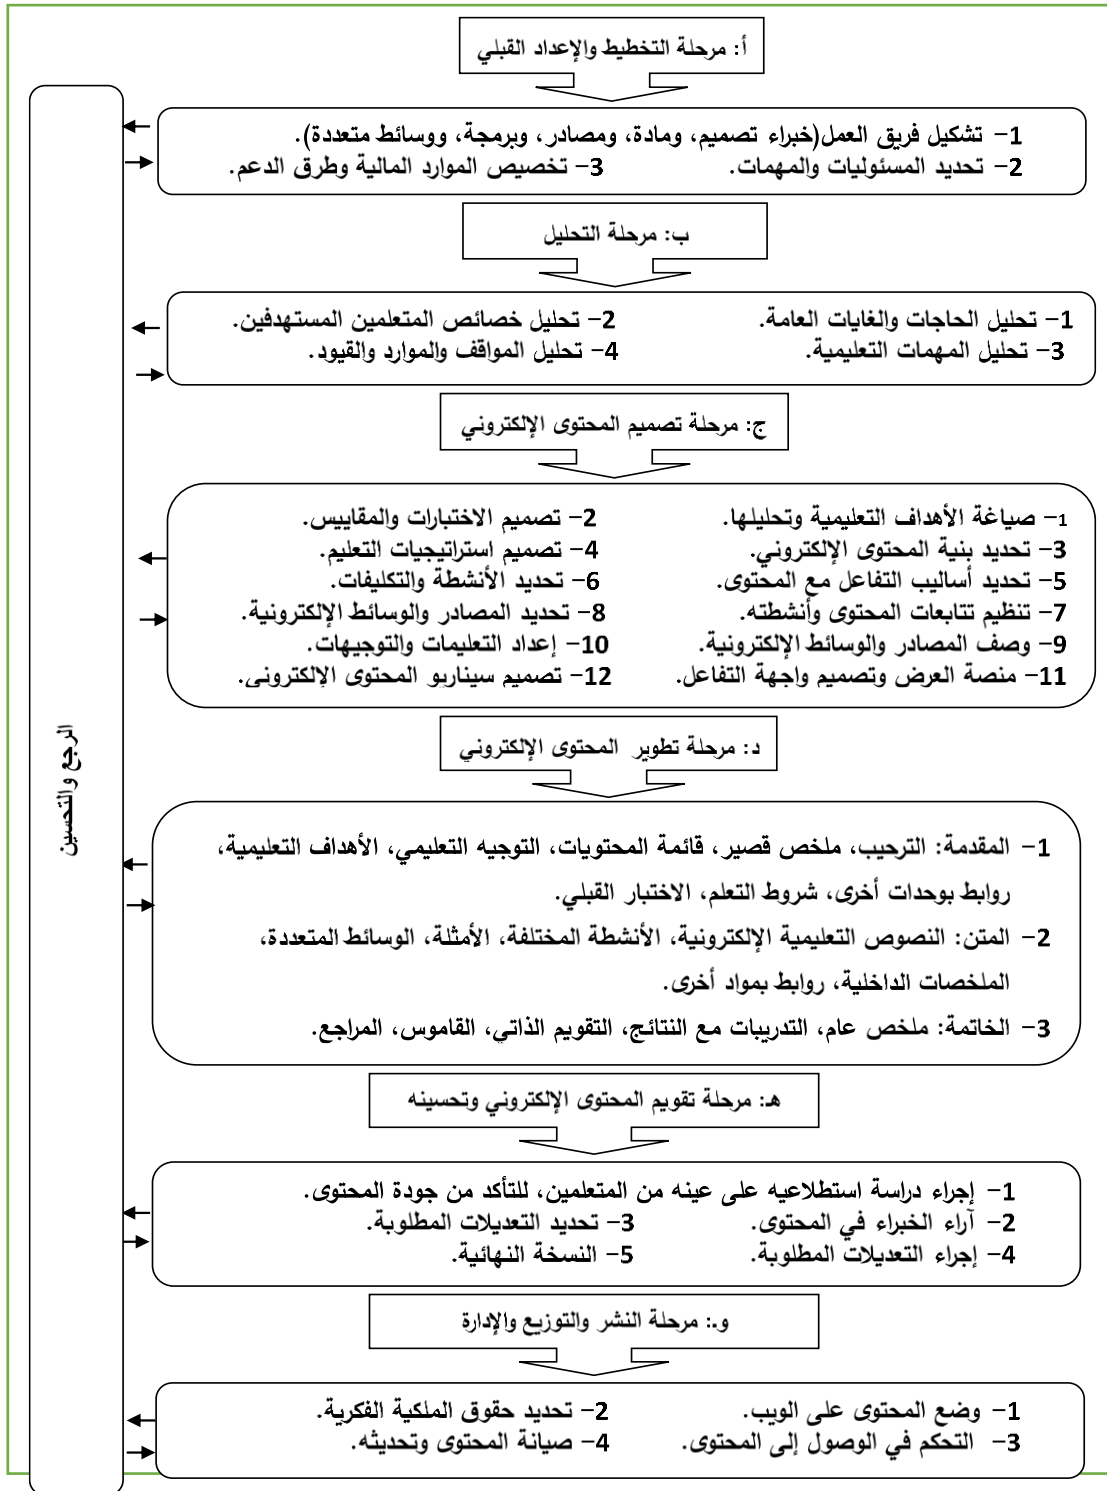 أ: مرحلة التخطيط والإعداد القبلي
1- تشكيل فريق العمل(خبراء تصميم، ومادة، ومصادر، وبرمجة، ووسائط متعددة).
2- تحديد المسئوليات والمهمات. 3- تخصيص الموارد المالية وطرق الدعم.
ب: مرحلة التحليل
1- تحليل الحاجات والغايات العامة. 2- تحليل خصائص المتعلمين المستهدفين.
3- تحليل المهمات التعليمية. 4- تحليل المواقف والموارد والقيود.
ج: مرحلة تصميم المحتوى الإلكتروني
1- صياغة الأهداف التعليمية وتحليلها. 2- تصميم الاختبارات والمقاييس.
3- تحديد بنية المحتوى الإلكتروني. 4- تصميم استراتيجيات التعليم.
5- تحديد أساليب التفاعل مع المحتوى. 6- تحديد الأنشطة والتكليفات.
7- تنظيم تتابعات المحتوى وأنشطته. 8- تحديد المصادر والوسائط الإلكترونية.
9- وصف المصادر والوسائط الإلكترونية. 10- إعداد التعليمات والتوجيهات.
11- منصة العرض وتصميم واجهة التفاعل. 12- تصميم سيناريو المحتوى الإلكتروني.
د: مرحلة تطوير المحتوى الإلكتروني
1- المقدمة: الترحيب، ملخص قصير، قائمة المحتويات، التوجيه التعليمي، الأهداف التعليمية،
روابط بوحدات أخرى، شروط التعلم، الاختبار القبلي.
2- المتن: النصوص التعليمية الإلكترونية، الأنشطة المختلفة، الأمثلة، الوسائط المتعددة،
الملخصات الداخلية، روابط بمواد أخرى.
3- الخاتمة: ملخص عام، التدريبات مع النتائج، التقويم الذاتي، القاموس، المراجع.
هـ: مرحلة تقويم المحتوى الإلكتروني وتحسينه
1- إجراء دراسة استطلاعيه على عينه من المتعلمين، للتأكد من جودة المحتوى.
2- آراء الخبراء في المحتوى. 3- تحديد التعديلات المطلوبة.
4- إجراء التعديلات المطلوبة. 5- النسخة النهائية.
وـ: مرحلة النشر والتوزيع والإدارة
1- وضع المحتوى على الويب. 2- تحديد حقوق الملكية الفكرية.
3- التحكم في الوصول إلى المحتوى. 4- صيانة المحتوى وتحديثه.
الرجع والتحسين